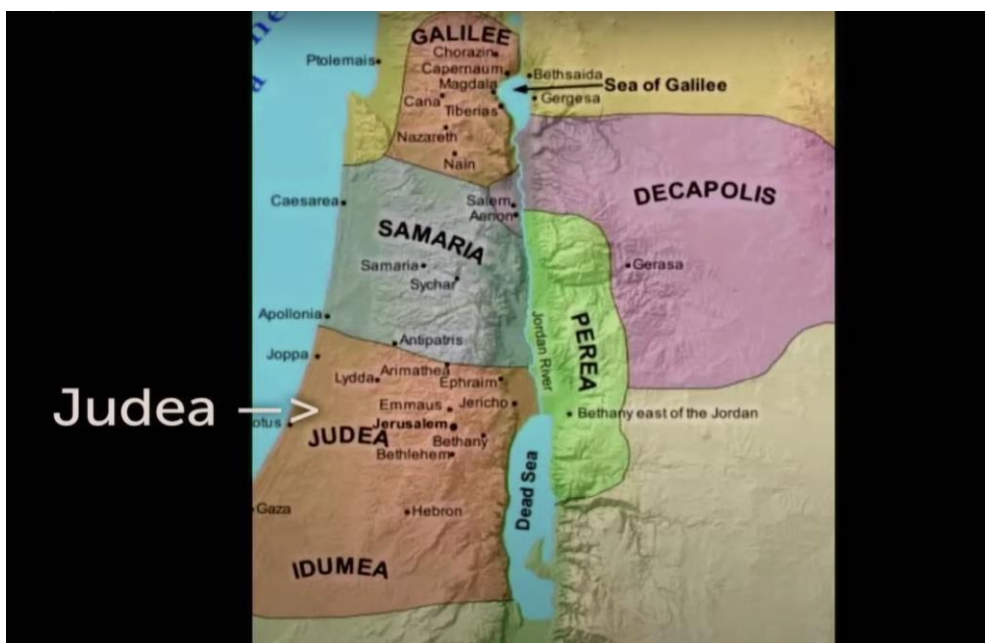 ne
a
GALILEE
Chorazin
Ptolemais
Capernaum
Bethsaida
Magdala
Sea of Galilee
Cana
Gergesa
Tiberias
Nazareth
Nain
DECAPOLIS
Caesarea
Salem
Aenon
SAMARIA
Samaria
Gerasa
Sychar
Apollonia
Jordan River
PEREA
Antipatris
Joppa
Arimathea
Lydda
Ephraim
Judea —>
Emmaus
Jericho
Bethany east of the Jordan
otus
Jerusalem
JUDEA
Bethany
Bethlehem
Dead Sea
Gaza
Hebron
IDUMEA